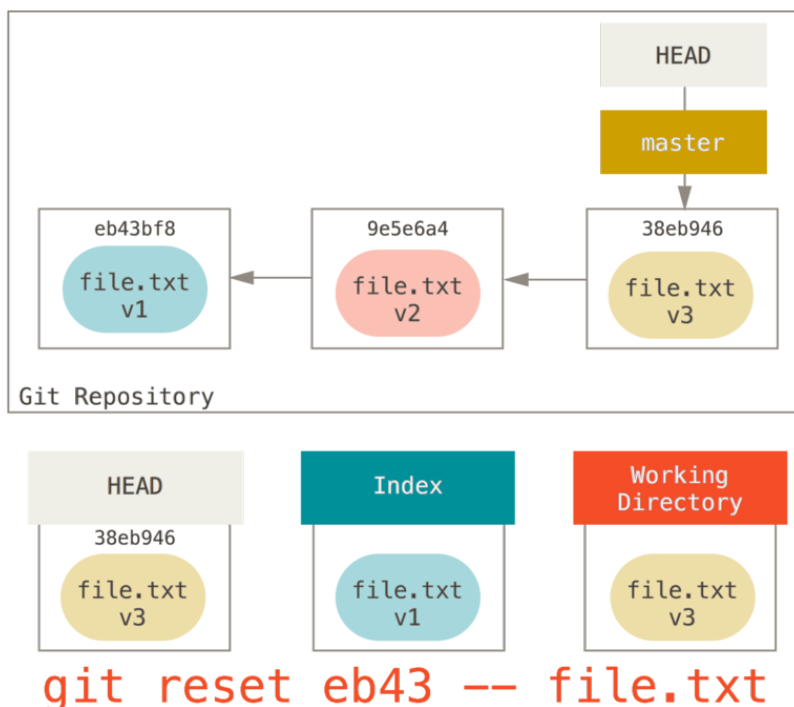 HEAD
master
eb43bf8
file.txt
v1
9e5e6a4
file.txt
v2
38eb946
file.txt
v3
Git Repository
HEAD
38eb946
file.txt
v3
Index
file.txt
v1
Working
Directory
file.txt
v3
git reset eb43 -- file.txt